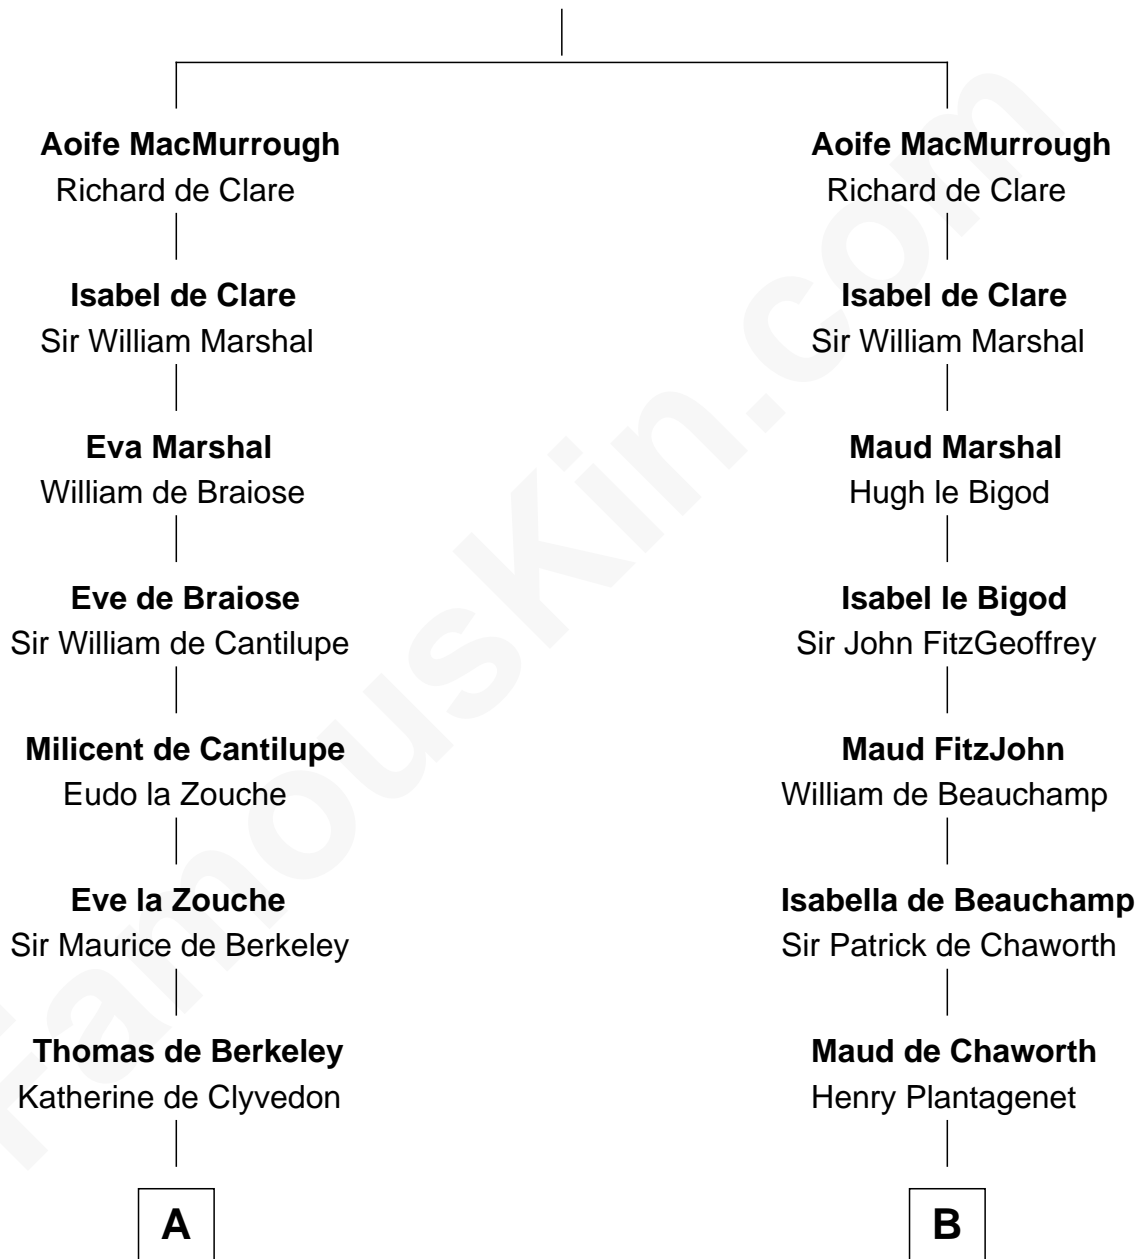 Aoife MacMurrough
Richard de Clare
Isabel de Clare
Sir William Marshal
Eva Marshal
William de Braiose
Eve de Braiose
Sir William de Cantilupe
Milicent de Cantilupe
Eudo la Zouche
Eve la Zouche
Sir Maurice de Berkeley
Thomas de Berkeley
Katherine de Clyvedon
A
Aoife MacMurrough
Richard de Clare
Isabel de Clare
Sir William Marshal
Maud Marshal
Hugh le Bigod
Isabel le Bigod
Sir John FitzGeoffrey
Maud FitzJohn
William de Beauchamp
Isabella de Beauchamp
Sir Patrick de Chaworth
Maud de Chaworth
Henry Plantagenet
B
FamousKin.com